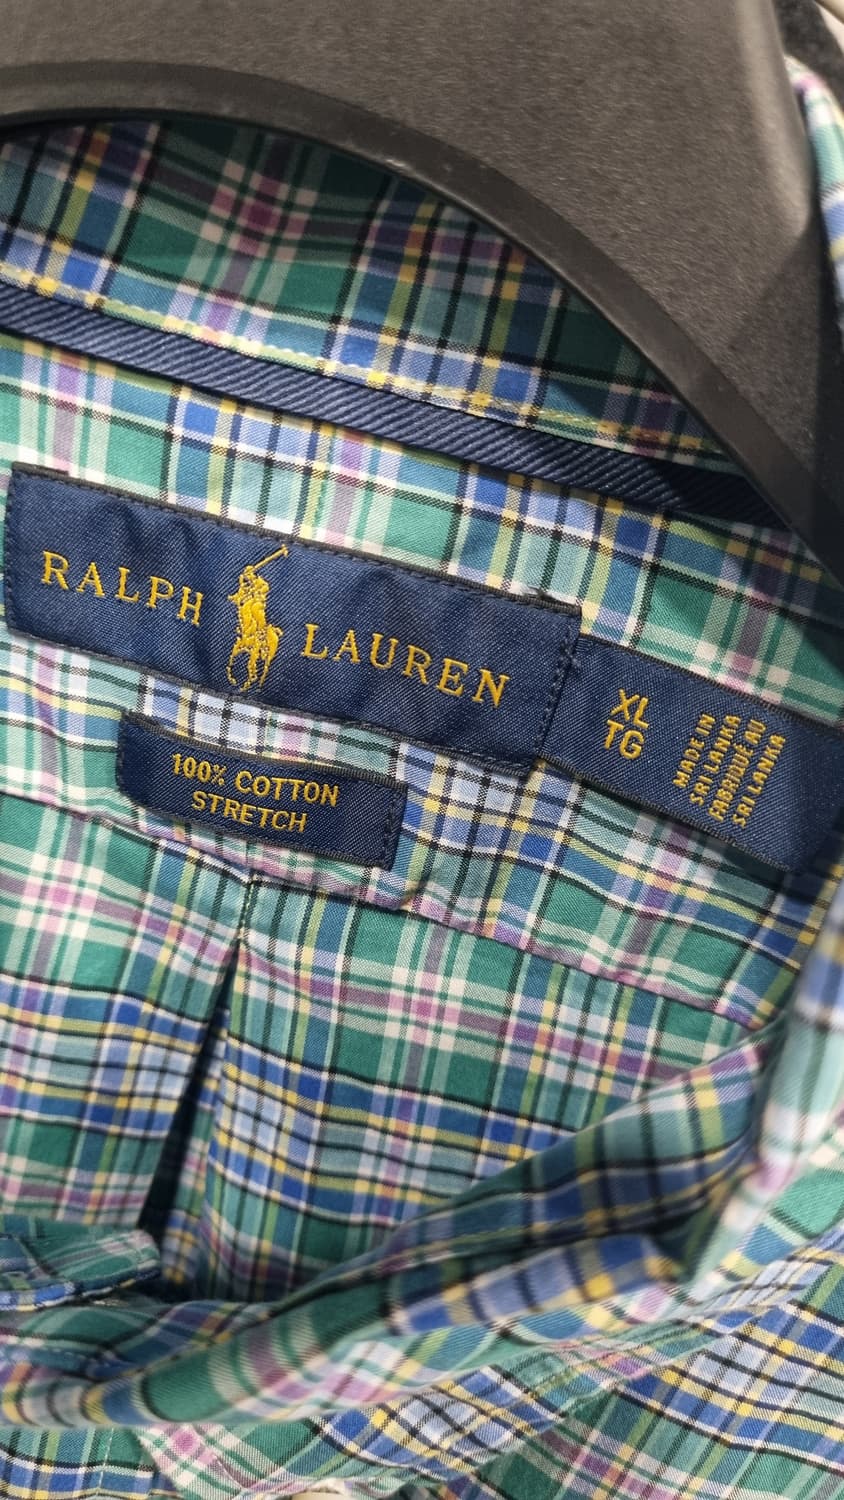 RALPH LAUREN
XL
TG
MADE IN
SRI LANKA
FABRIQUÉ AU
SRI LANKA
100% COTTON
STRETCH